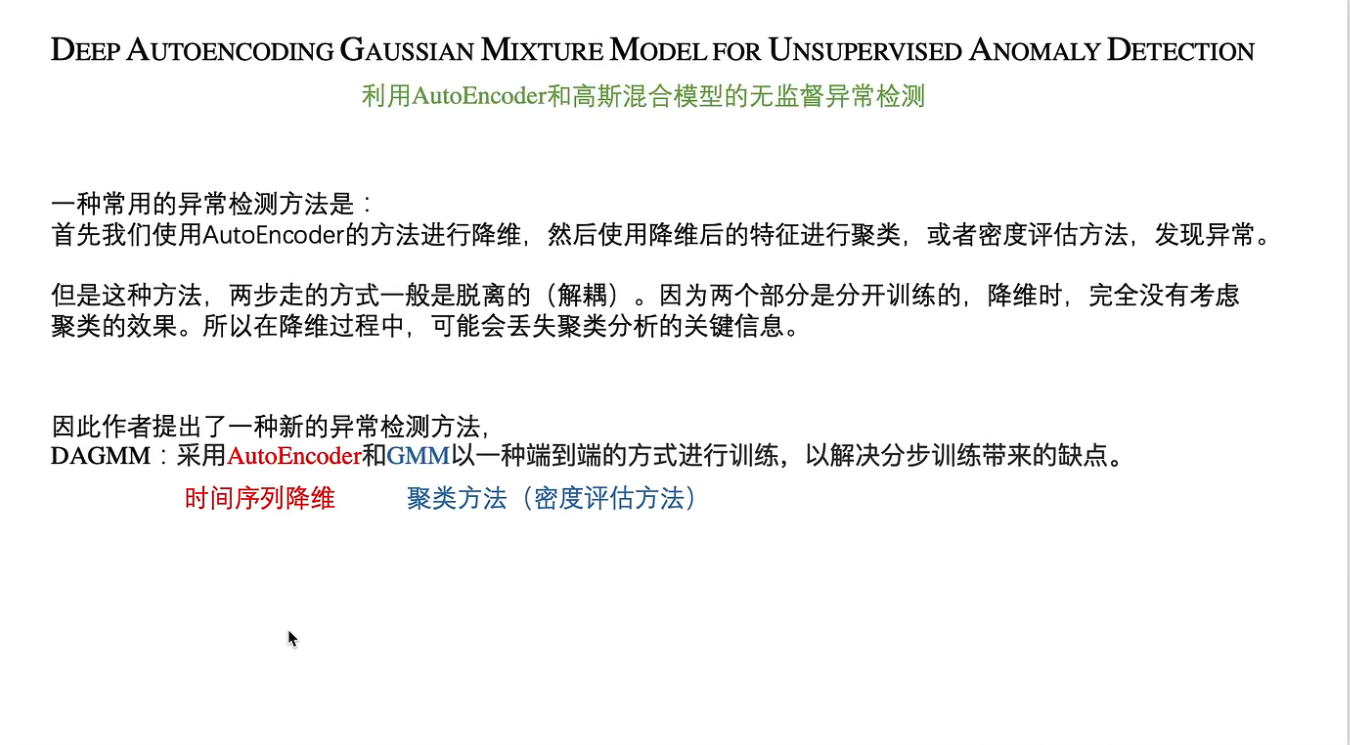 DEEP AUTOENCODING GAUSSIAN MIXTURE MODEL FOR UNSUPERVISED ANOMALY DETECTION
利用AutoEncoder和高斯混合模型的无监督异常检测
一种常用的异常检测方法是：
首先我们使用AutoEncoder的方法进行降维，然后使用降维后的特征进行聚类，或者密度评估方法，发现异常。
但是这种方法，两步走的方式一般是脱离的（解耦）。因为两个部分是分开训练的，降维时，完全没有考虑
聚类的效果。所以在降维过程中，可能会丢失聚类分析的关键信息。
因此作者提出了一种新的异常检测方法，
DAGMM：采用AutoEncoder和GMM以一种端到端的方式进行训练，以解决分步训练带来的缺点。
时间序列降维 聚类方法（密度评估方法）